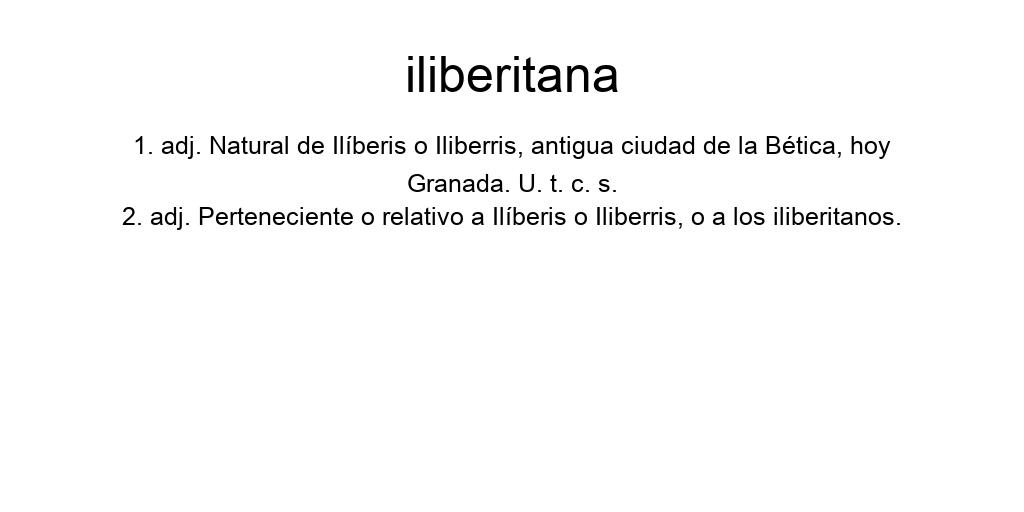 iliberitana
1. adj. Natural de Ilíberis o Iliberris, antigua ciudad de la Bética, hoy
Granada. U. t. c. s.
2. adj. Perteneciente o relativo a Ilíberis o Iliberris, o a los iliberitanos.